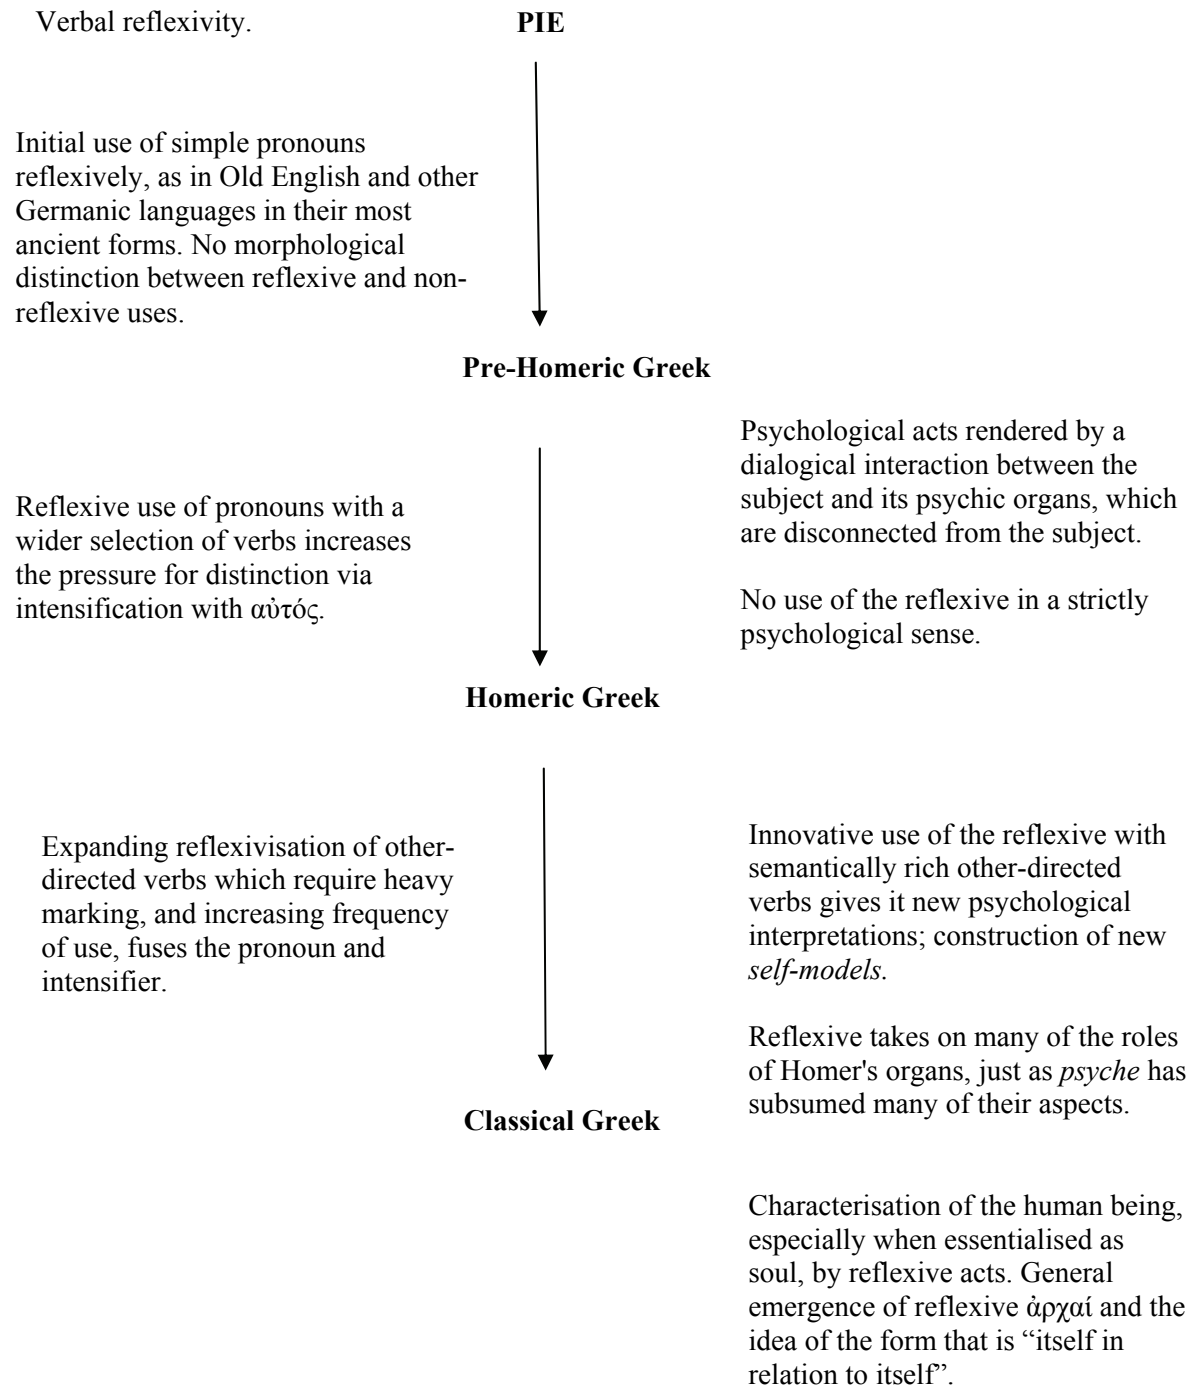 Verbal reflexivity.
PIE
Initial use of simple pronouns
reflexively, as in Old English and other
Germanic languages in their most
ancient forms. No morphological
distinction between reflexive and non-
reflexive uses.
Pre-Homeric Greek
Reflexive use of pronouns with a
wider selection of verbs increases
the pressure for distinction via
intensification with αὐτός.
Psychological acts rendered by a
dialogical interaction between the
subject and its psychic organs, which
are disconnected from the subject.
No use of the reflexive in a strictly
psychological sense.
Homeric Greek
Expanding reflexivisation of other-
directed verbs which require heavy
marking, and increasing frequency
of use, fuses the pronoun and
intensifier.
Innovative use of the reflexive with
semantically rich other-directed
verbs gives it new psychological
interpretations; construction of new
self-models.
Reflexive takes on many of the roles
of Homer's organs, just as psyche has
subsumed many of their aspects.
Classical Greek
Characterisation of the human being,
especially when essentialised as
soul, by reflexive acts. General
emergence of reflexive ἀρχαί and the
idea of the form that is “itself in
relation to itself”.